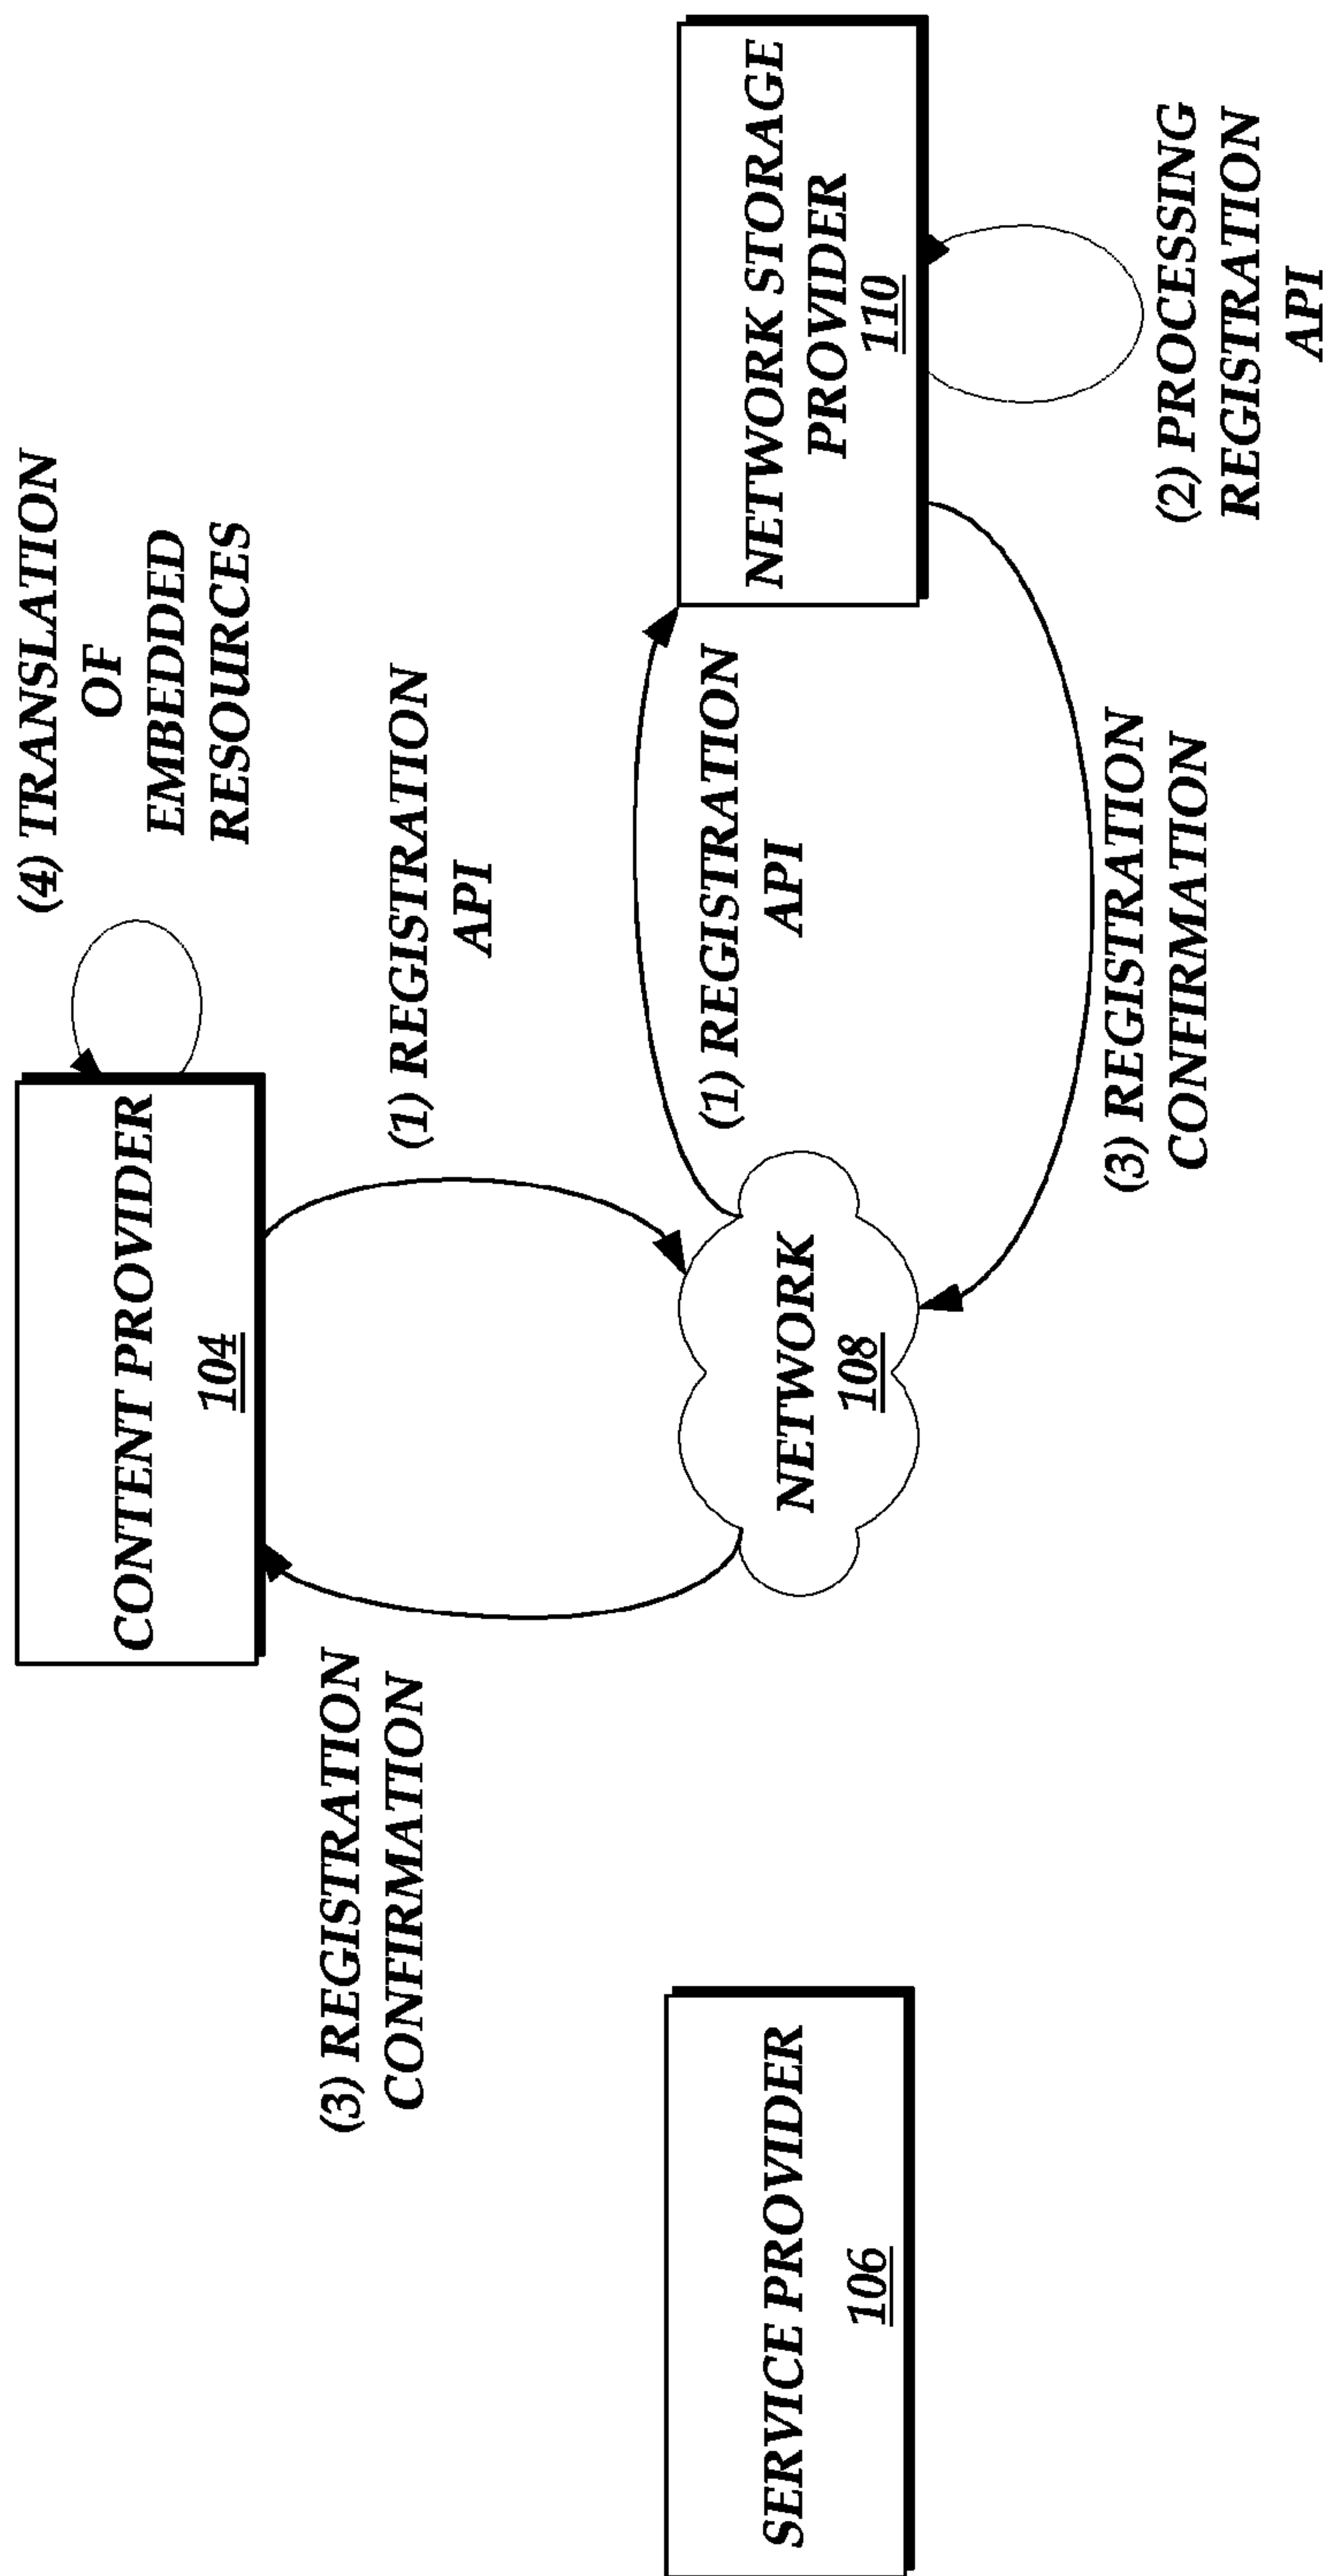 CONTENT PROVIDER
104
(4) TRANSLATION
OF
EMBEDDED
RESOURCES
(3) REGISTRATION
CONFIRMATION
(1) REGISTRATION
API
SERVICE PROVIDER
106
NETWORK
108
(1) REGISTRATION
API
NETWORK STORAGE
PROVIDER
110
(3) REGISTRATION
CONFIRMATION
(2) PROCESSING
REGISTRATION
API